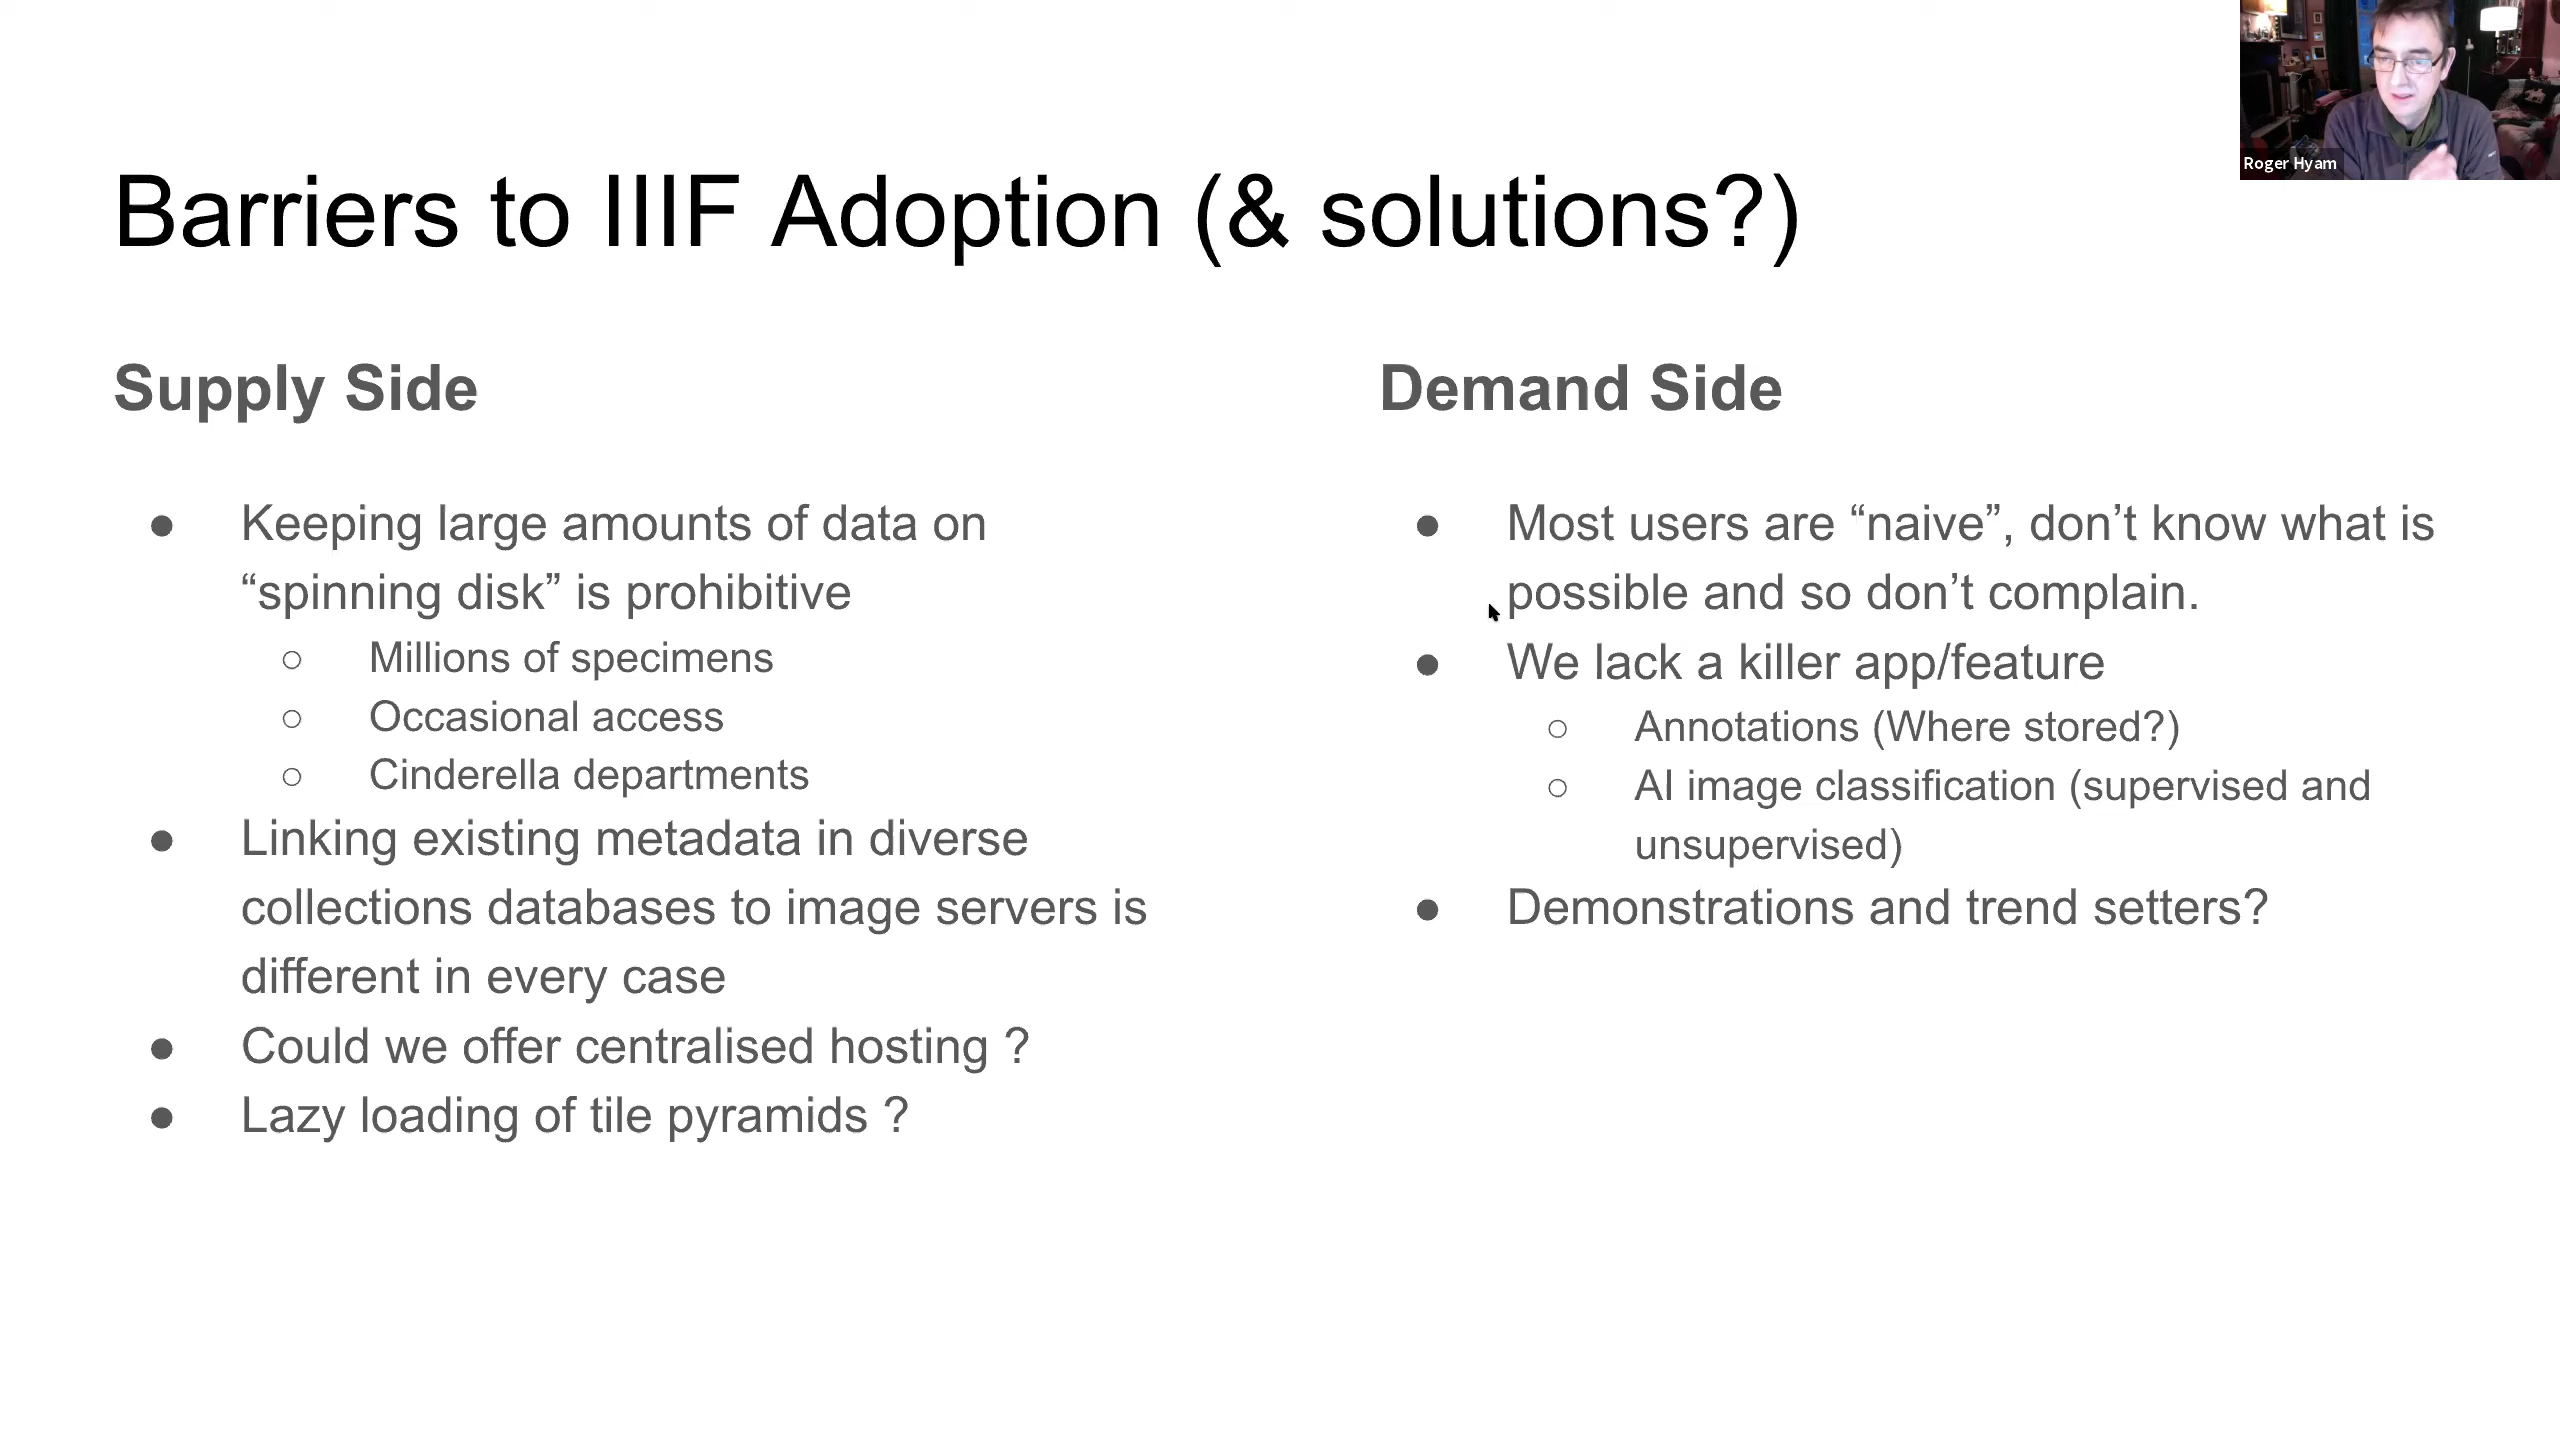 Roger Hyam
Barriers to IIIF Adoption (& solutions?)
Supply Side
● Keeping large amounts of data on
“spinning disk” is prohibitive
○ Millions of specimens
○ Occasional access
○ Cinderella departments
● Linking existing metadata in diverse
collections databases to image servers is
different in every case
● Could we offer centralised hosting ?
● Lazy loading of tile pyramids ?
Demand Side
● Most users are “naive”, don’t know what is
possible and so don’t complain.
● We lack a killer app/feature
○ Annotations (Where stored?)
○ AI image classification (supervised and
unsupervised)
● Demonstrations and trend setters?